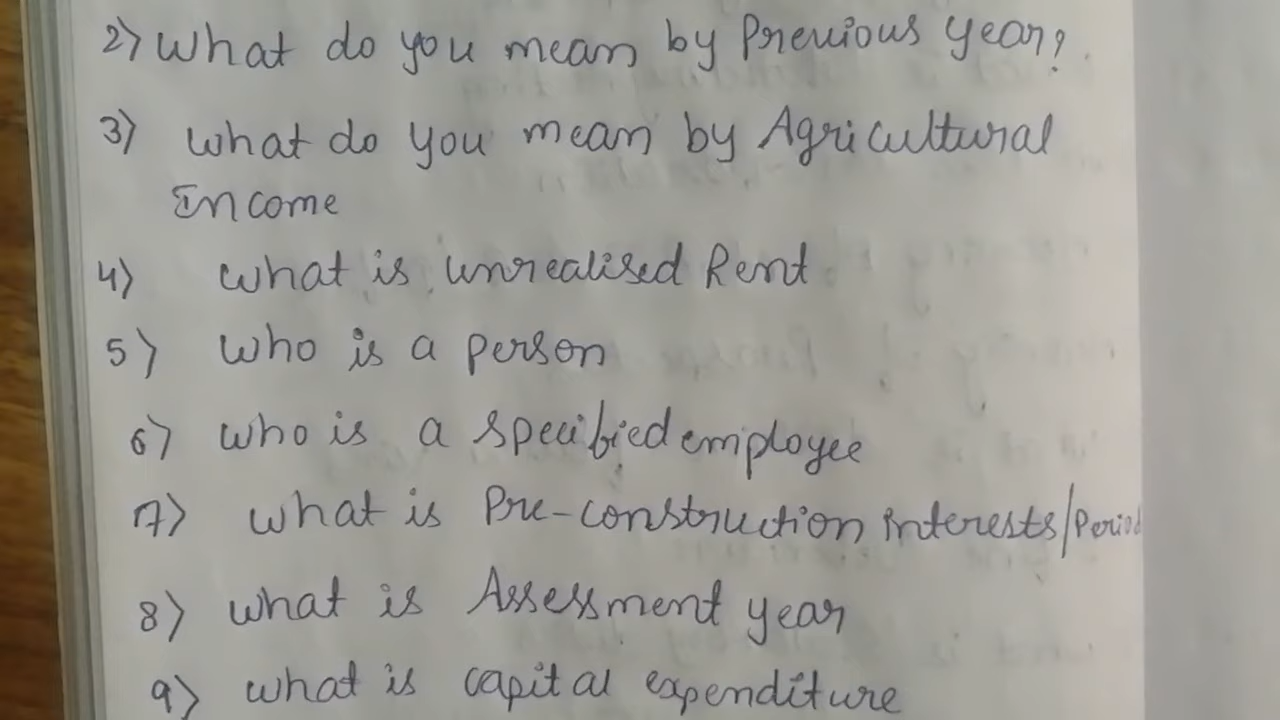 2) What do you mean by Previous year?
3) What do you mean by Agricultural
Income
4) What is unrealised Rent
5) Who is a person
6) Who is a specified employee
7) What is Pre-construction interests/Period
8) What is Assessment year
9) What is capital expenditure